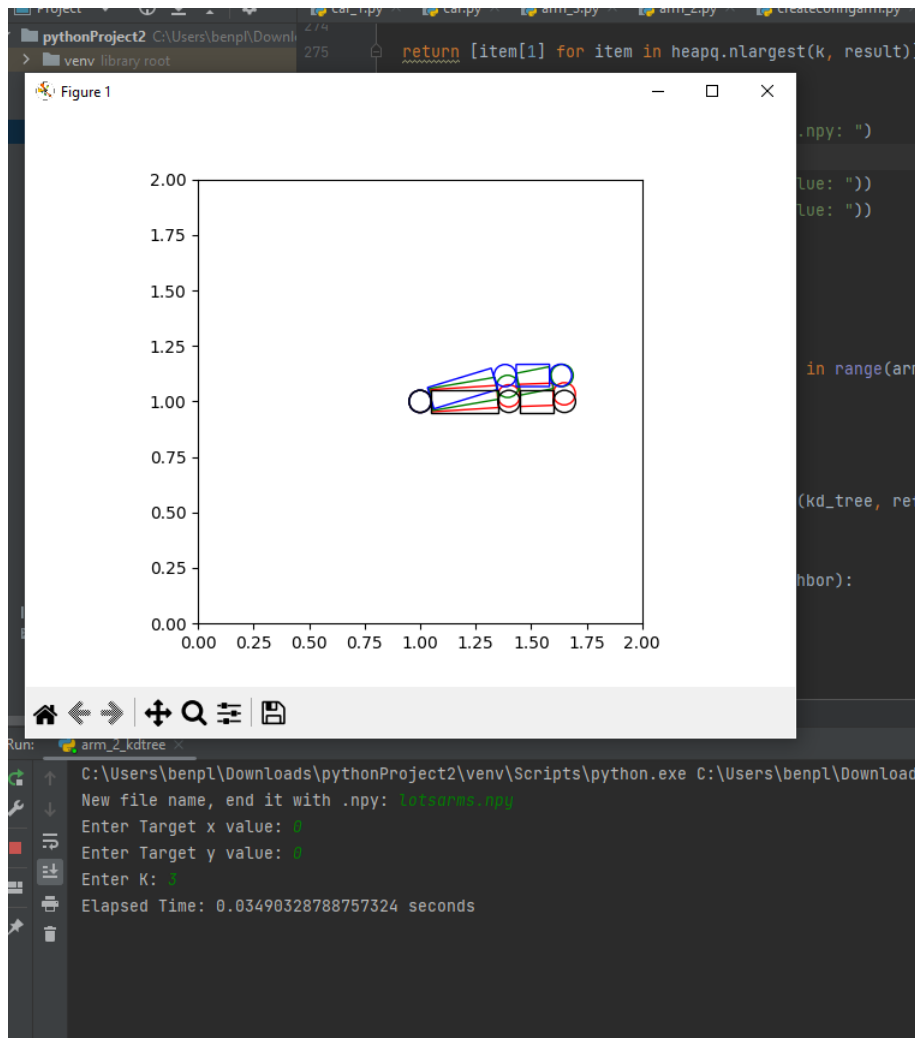 Project
car_1.py
car.py
arm_3.py
arm_2.py
createconfigarm.py
pythonProject2 C:\Users\benpl\Downl
274
venv library root
275 return [item[1] for item in heapq.nlargest(k, result)
Figure 1
.npy: ")
lue: "))
lue: "))
in range(arm
(kd_tree, ret
hbor):
2.00
1.75
1.50
1.25
1.00
0.75
0.50
0.25
0.00
0.00 0.25 0.50 0.75 1.00 1.25 1.50 1.75 2.00
Run: arm_2_kdtree
C:\Users\benpl\Downloads\pythonProject2\venv\Scripts\python.exe C:\Users\benpl\Download
New file name, end it with .npy: lotsarms.npy
Enter Target x value: 0
Enter Target y value: 0
Enter K: 3
Elapsed Time: 0.03490328788757324 seconds